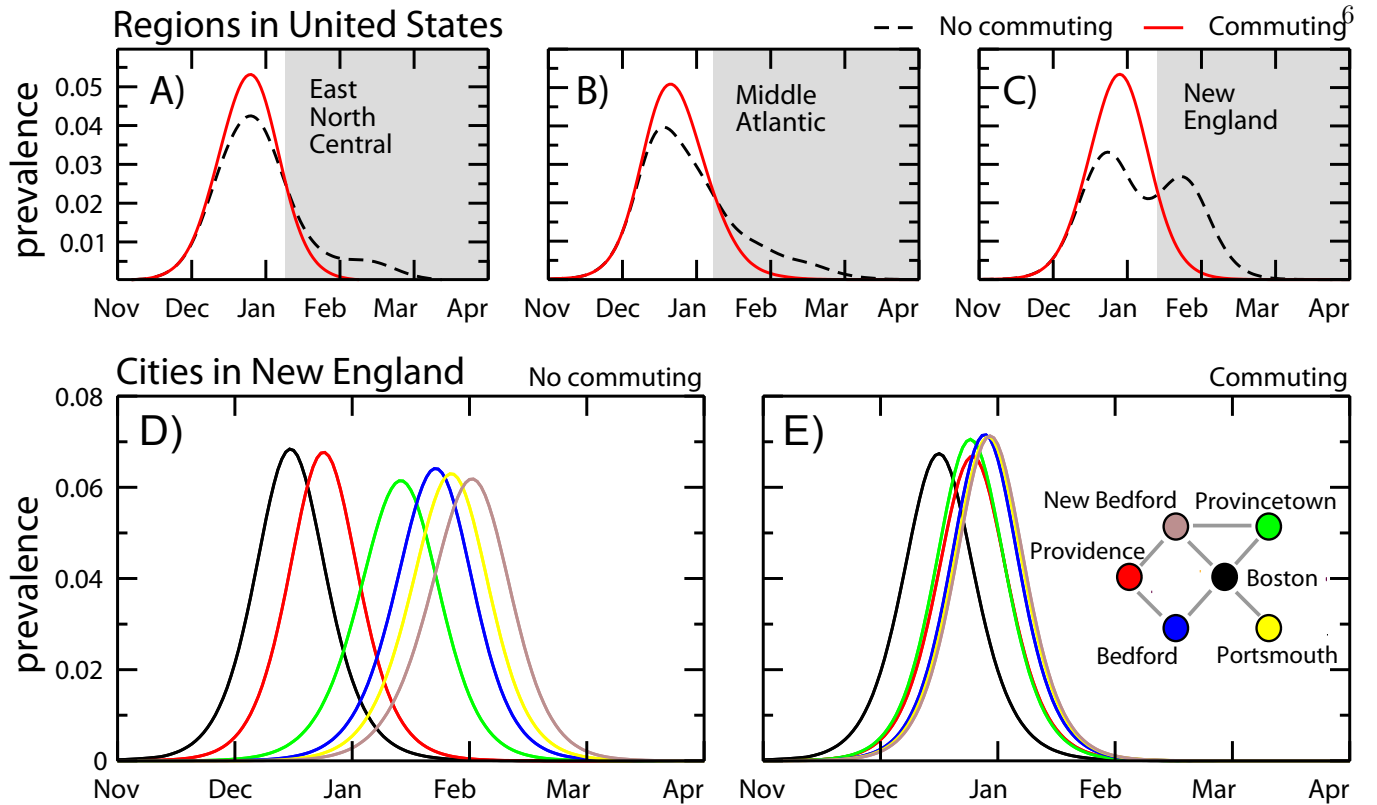 6
Regions in United States
No commuting
Commuting
prevalence
0.05
0.04
0.03
0.02
0.01
A)
East
North
Central
B)
Middle
Atlantic
C)
New
England
Nov Dec Jan Feb Mar Apr
Nov Dec Jan Feb Mar Apr
Nov Dec Jan Feb Mar Apr
Cities in New England
No commuting
Commuting
prevalence
0.08
0.06
0.04
0.02
0
D)
E)
New Bedford
Provincetown
Providence
Boston
Bedford
Portsmouth
Nov Dec Jan Feb Mar Apr
Nov Dec Jan Feb Mar Apr